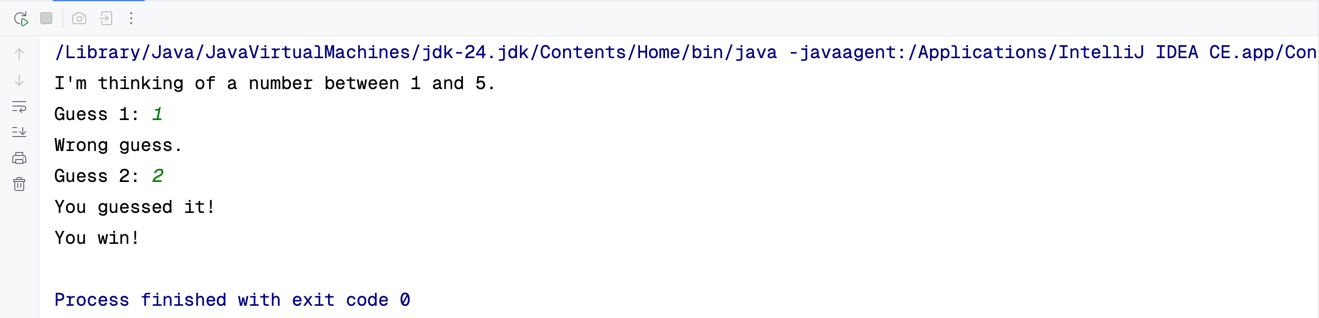 /Library/Java/JavaVirtualMachines/jdk-24.jdk/Contents/Home/bin/java -javaagent:/Applications/IntelliJ IDEA CE.app/Con
I'm thinking of a number between 1 and 5.
Guess 1: 1
Wrong guess.
Guess 2: 2
You guessed it!
You win!
Process finished with exit code 0